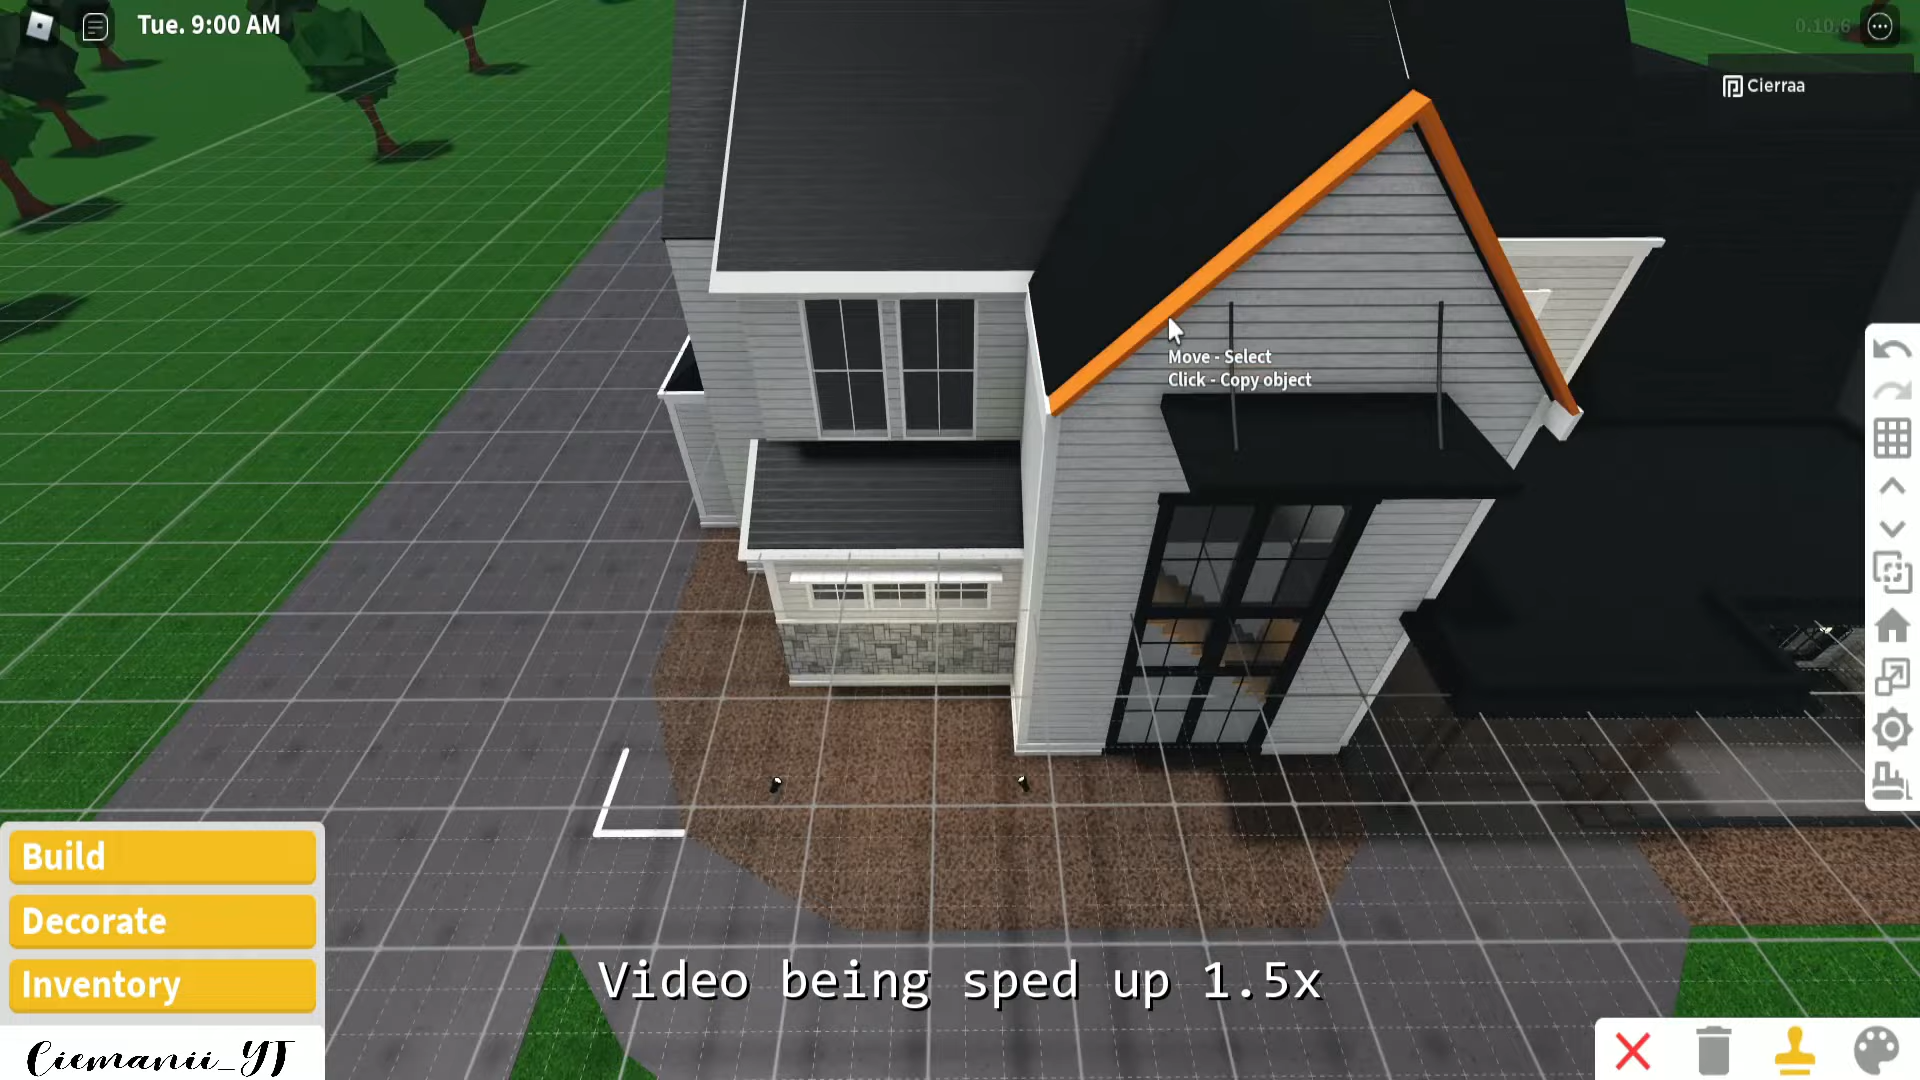 Tue. 9:00 AM
0.10.6
Cierraa
Move - Select
Click - Copy object
Build
Decorate
Inventory
Video being sped up 1.5x
Ciemanii_YT